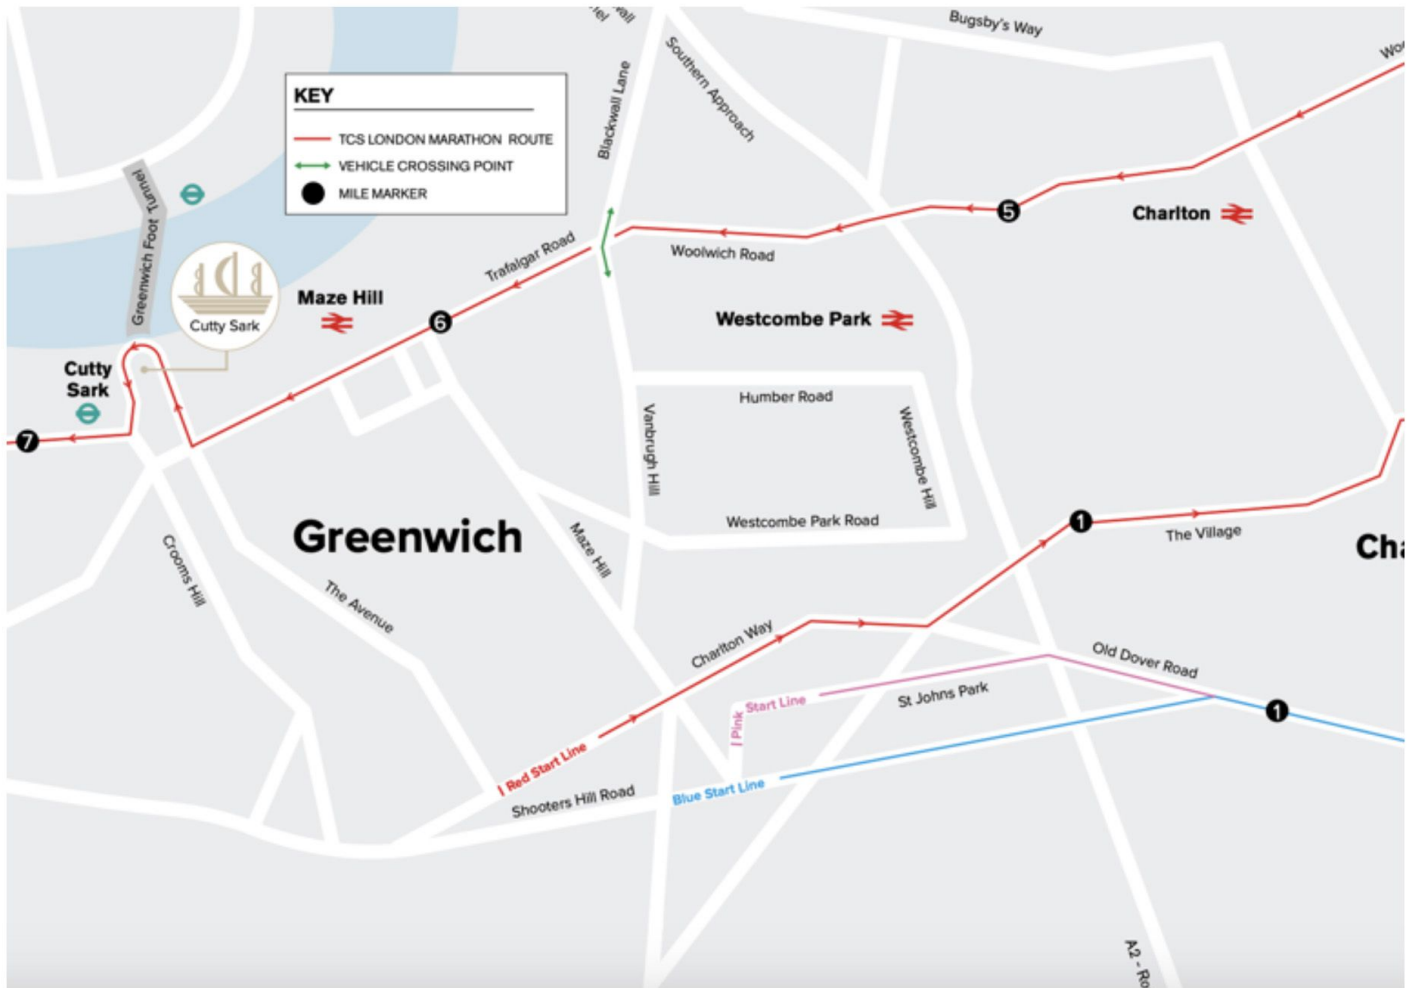 Bugsby's Way
Southern Approach
Blackwall Lane
KEY
TCS LONDON MARATHON ROUTE
VEHICLE CROSSING POINT
MILE MARKER
Greenwich Foot Tunnel
Cutty Sark
5
Charlton
Woolwich Road
Trafalgar Road
Maze Hill
6
Westcombe Park
Cutty
Sark
7
Humber Road
Vanbrugh Hill
Westcombe Hill
Westcombe Park Road
Greenwich
1
The Village
Maze Hill
Crooms Hill
The Avenue
Charlton Way
Old Dover Road
St Johns Park
Pink Start Line
1
Red Start Line
Blue Start Line
Shooters Hill Road